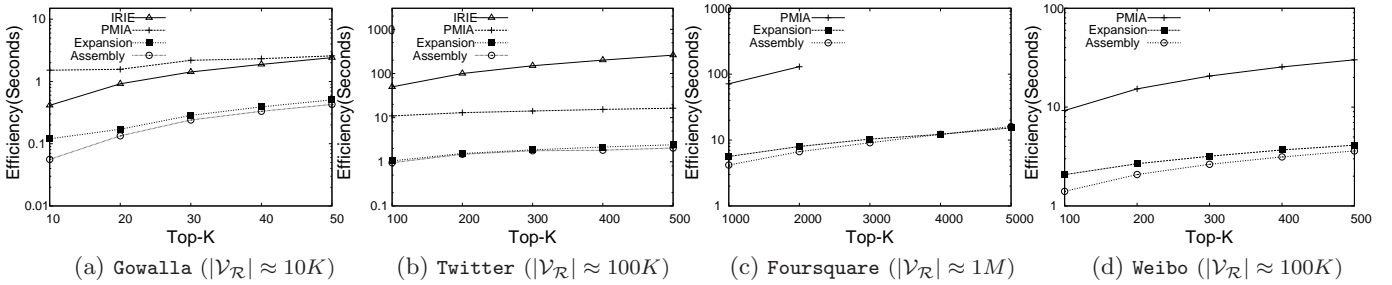 IRIE
PMIA
Expansion
Assembly
10
1
0.1
0.01
Efficiency(Seconds)
10 20 30 40 50
Top-K
(a) Gowalla (|V_R| ≈ 10K)
IRIE
PMIA
Expansion
Assembly
1000
100
10
1
0.1
Efficiency(Seconds)
100 200 300 400 500
Top-K
(b) Twitter (|V_R| ≈ 100K)
PMIA
Expansion
Assembly
1000
100
10
1
Efficiency(Seconds)
1000 2000 3000 4000 5000
Top-K
(c) Foursquare (|V_R| ≈ 1M)
PMIA
Expansion
Assembly
100
10
1
Efficiency(Seconds)
100 200 300 400 500
Top-K
(d) Weibo (|V_R| ≈ 100K)